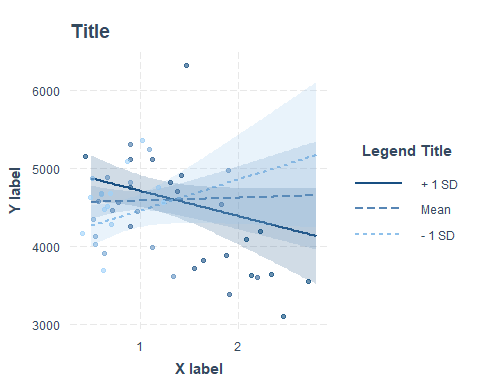 Title
6000
5000
4000
3000
Y label
1
2
X label
Legend Title
+ 1 SD
Mean
- 1 SD